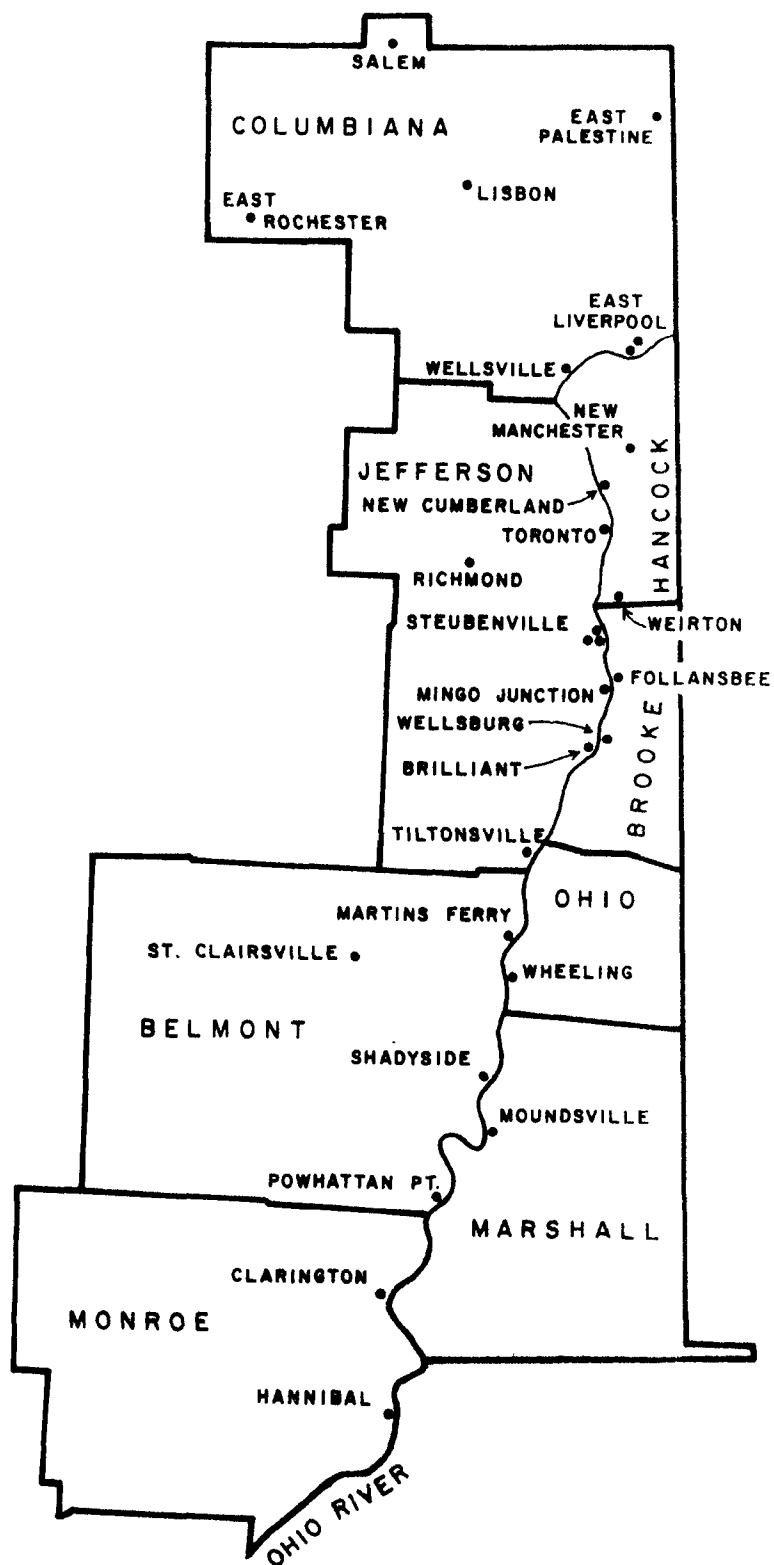 SALEM
COLUMBIANA
EAST
PALESTINE
LISBON
EAST
ROCHESTER
EAST
LIVERPOOL
WELLSVILLE
NEW
MANCHESTER
JEFFERSON
NEW CUMBERLAND
HANCOCK
TORONTO
RICHMOND
STEUBENVILLE
WEIRTON
FOLLANSBEE
MINGO JUNCTION
WELLSBURG
BROOKE
BRILLIANT
TILTONSVILLE
OHIO
MARTINS FERRY
ST. CLAIRSVILLE
WHEELING
BELMONT
SHADYSIDE
MOUNDSVILLE
POWHATTAN PT.
MARSHALL
CLARINGTON
MONROE
HANNIBAL
OHIO RIVER